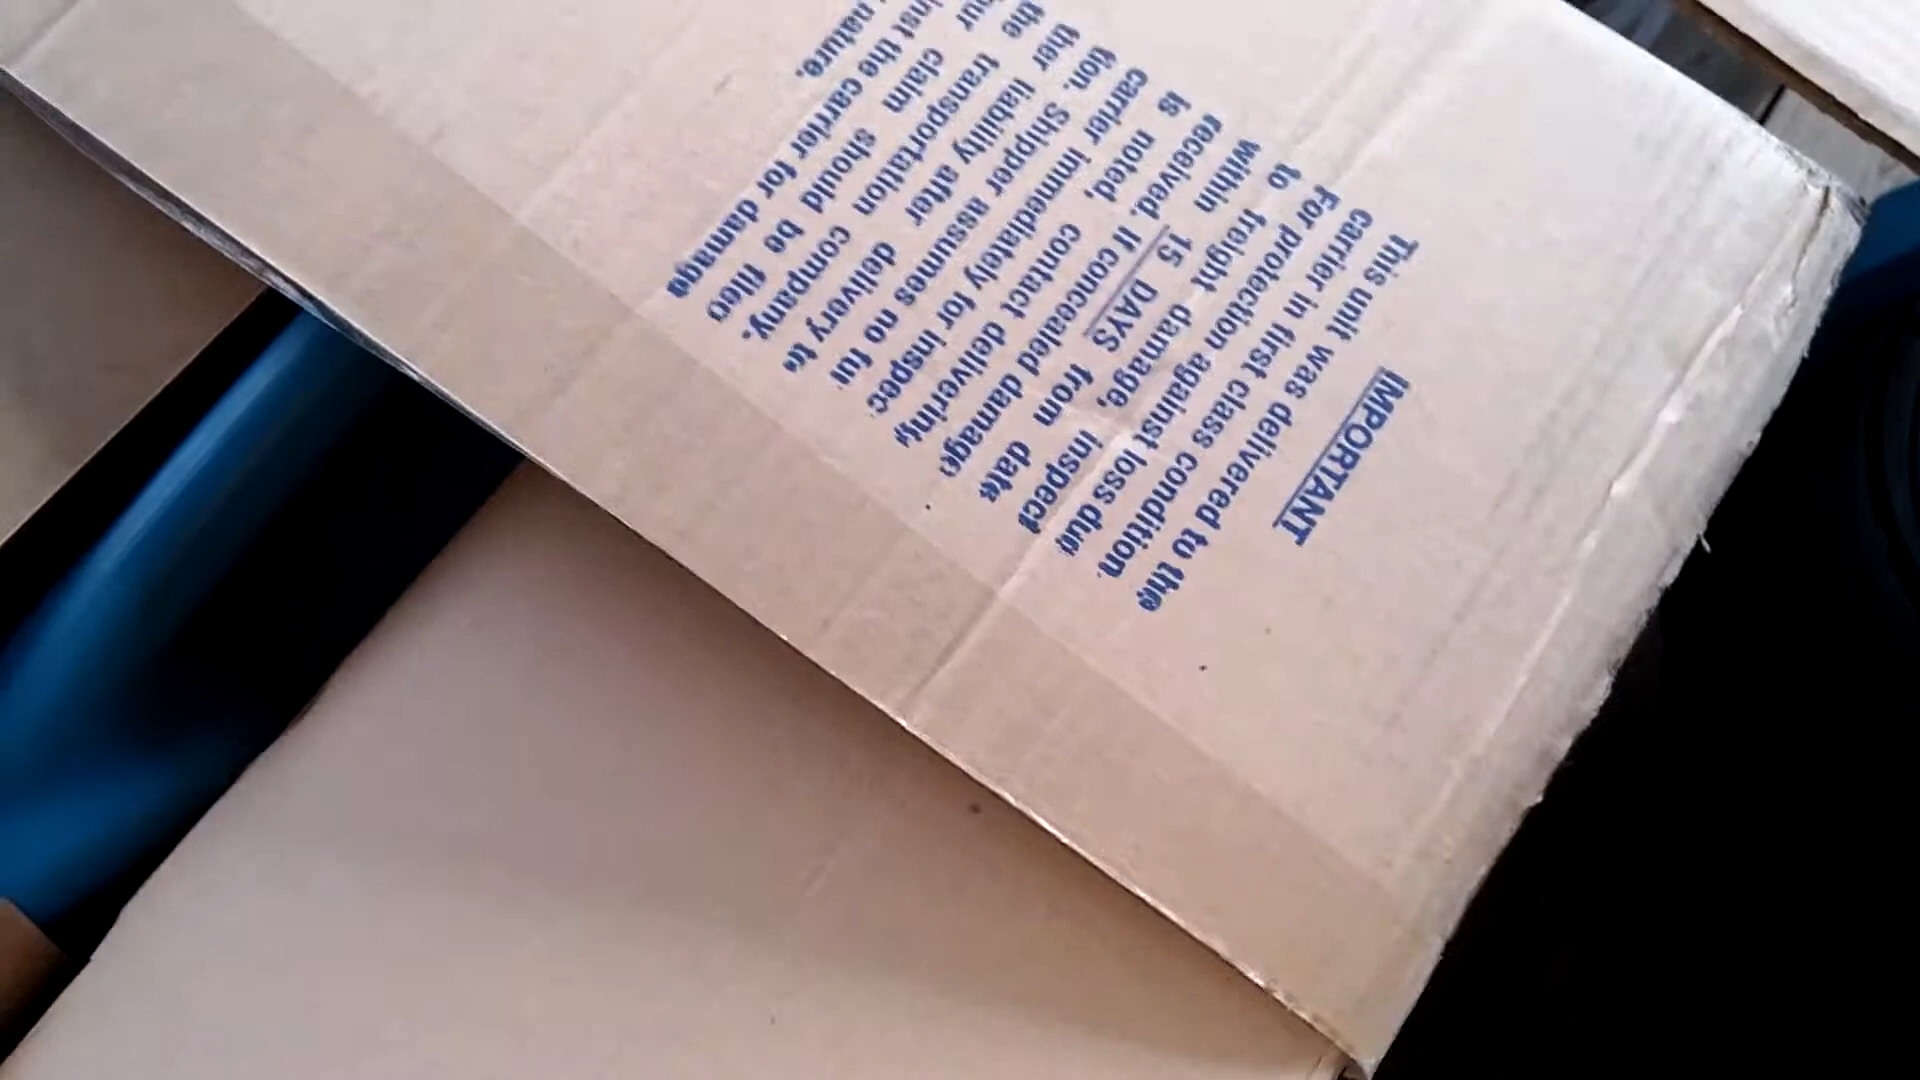 IMPORTANT
This unit was delivered to the
carrier in first class condition.
For protection against loss due
to freight damage, inspect
within 15 DAYS from date
received. If concealed damage
is noted, contact delivering
carrier immediately for inspec
tion. Shipper assumes no fur
ther liability after delivery to
the transportation company.
claim should be filed
the carrier for damage
nature.